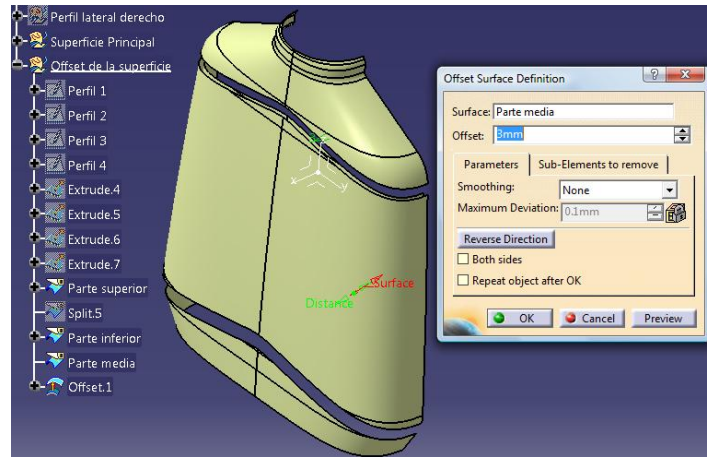 Perfil lateral derecho
Superficie Principal
Offset de la superficie
Perfil 1
Perfil 2
Perfil 3
Perfil 4
Extrude.4
Extrude.5
Extrude.6
Extrude.7
Parte superior
Split.5
Parte inferior
Parte media
Offset.1
Surface
Distance
Offset Surface Definition
Surface: Parte media
Offset: 3mm
Parameters Sub-Elements to remove
Smoothing: None
Maximum Deviation: 0.1mm
Reverse Direction
Both sides
Repeat object after OK
OK Cancel Preview